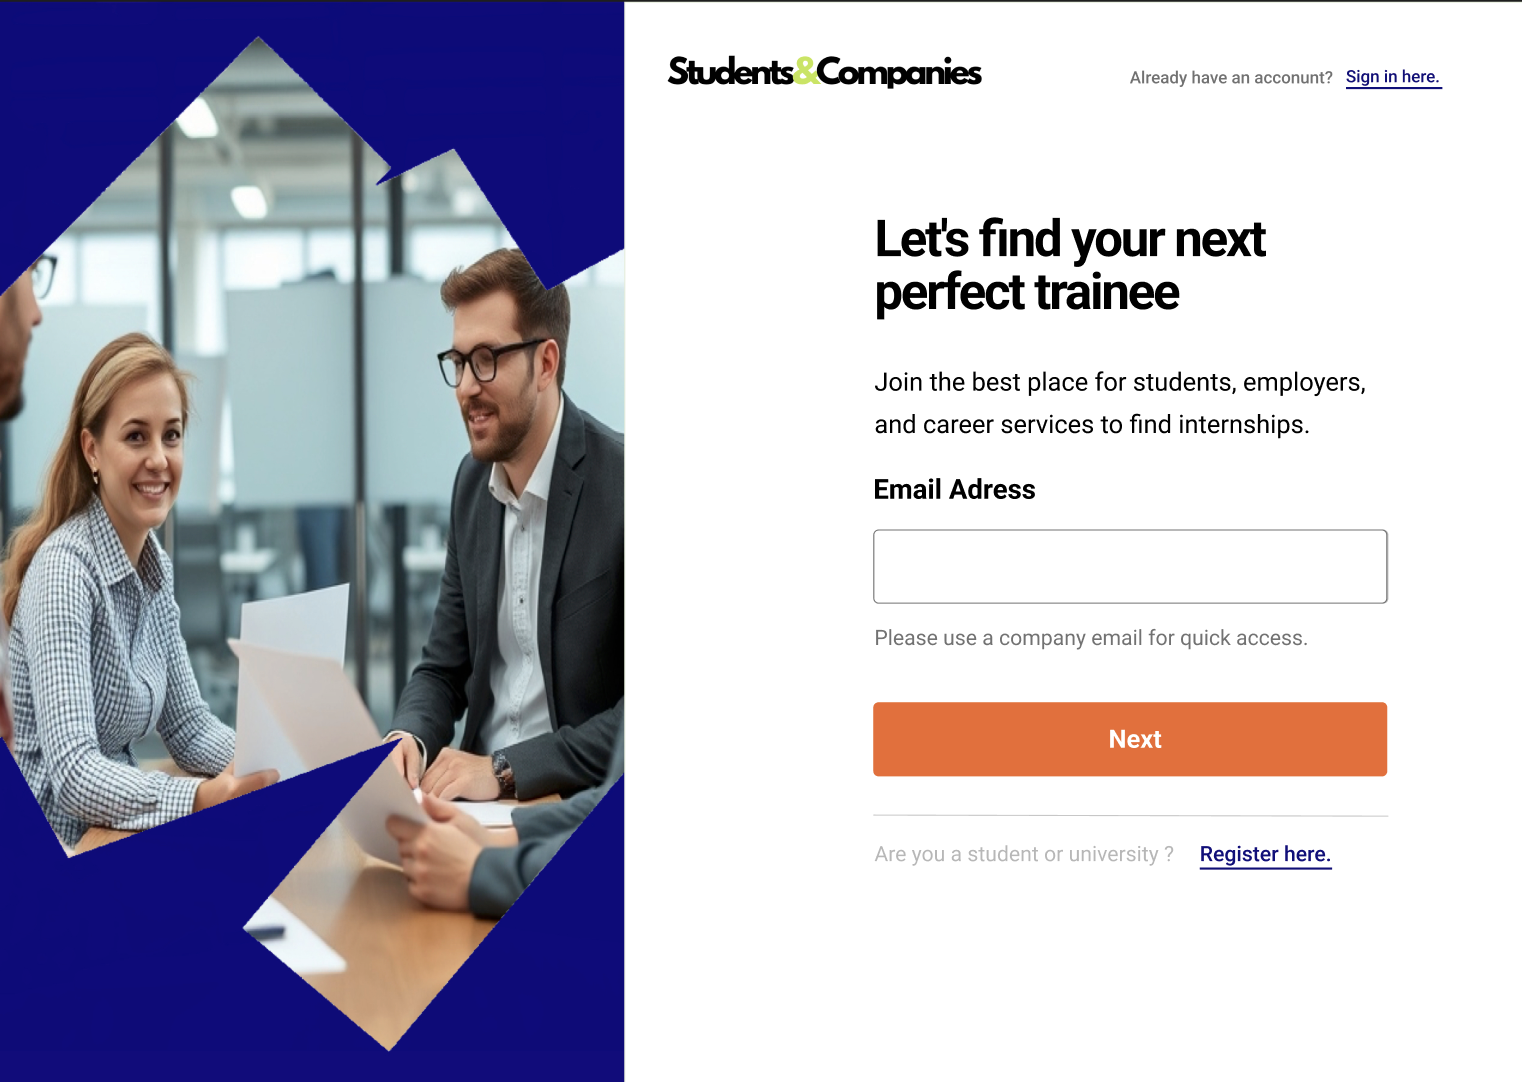 Students&Companies
Already have an acconunt? Sign in here.
Let's find your next
perfect trainee
Join the best place for students, employers,
and career services to find internships.
Email Adress
Please use a company email for quick access.
Next
Are you a student or university ? Register here.